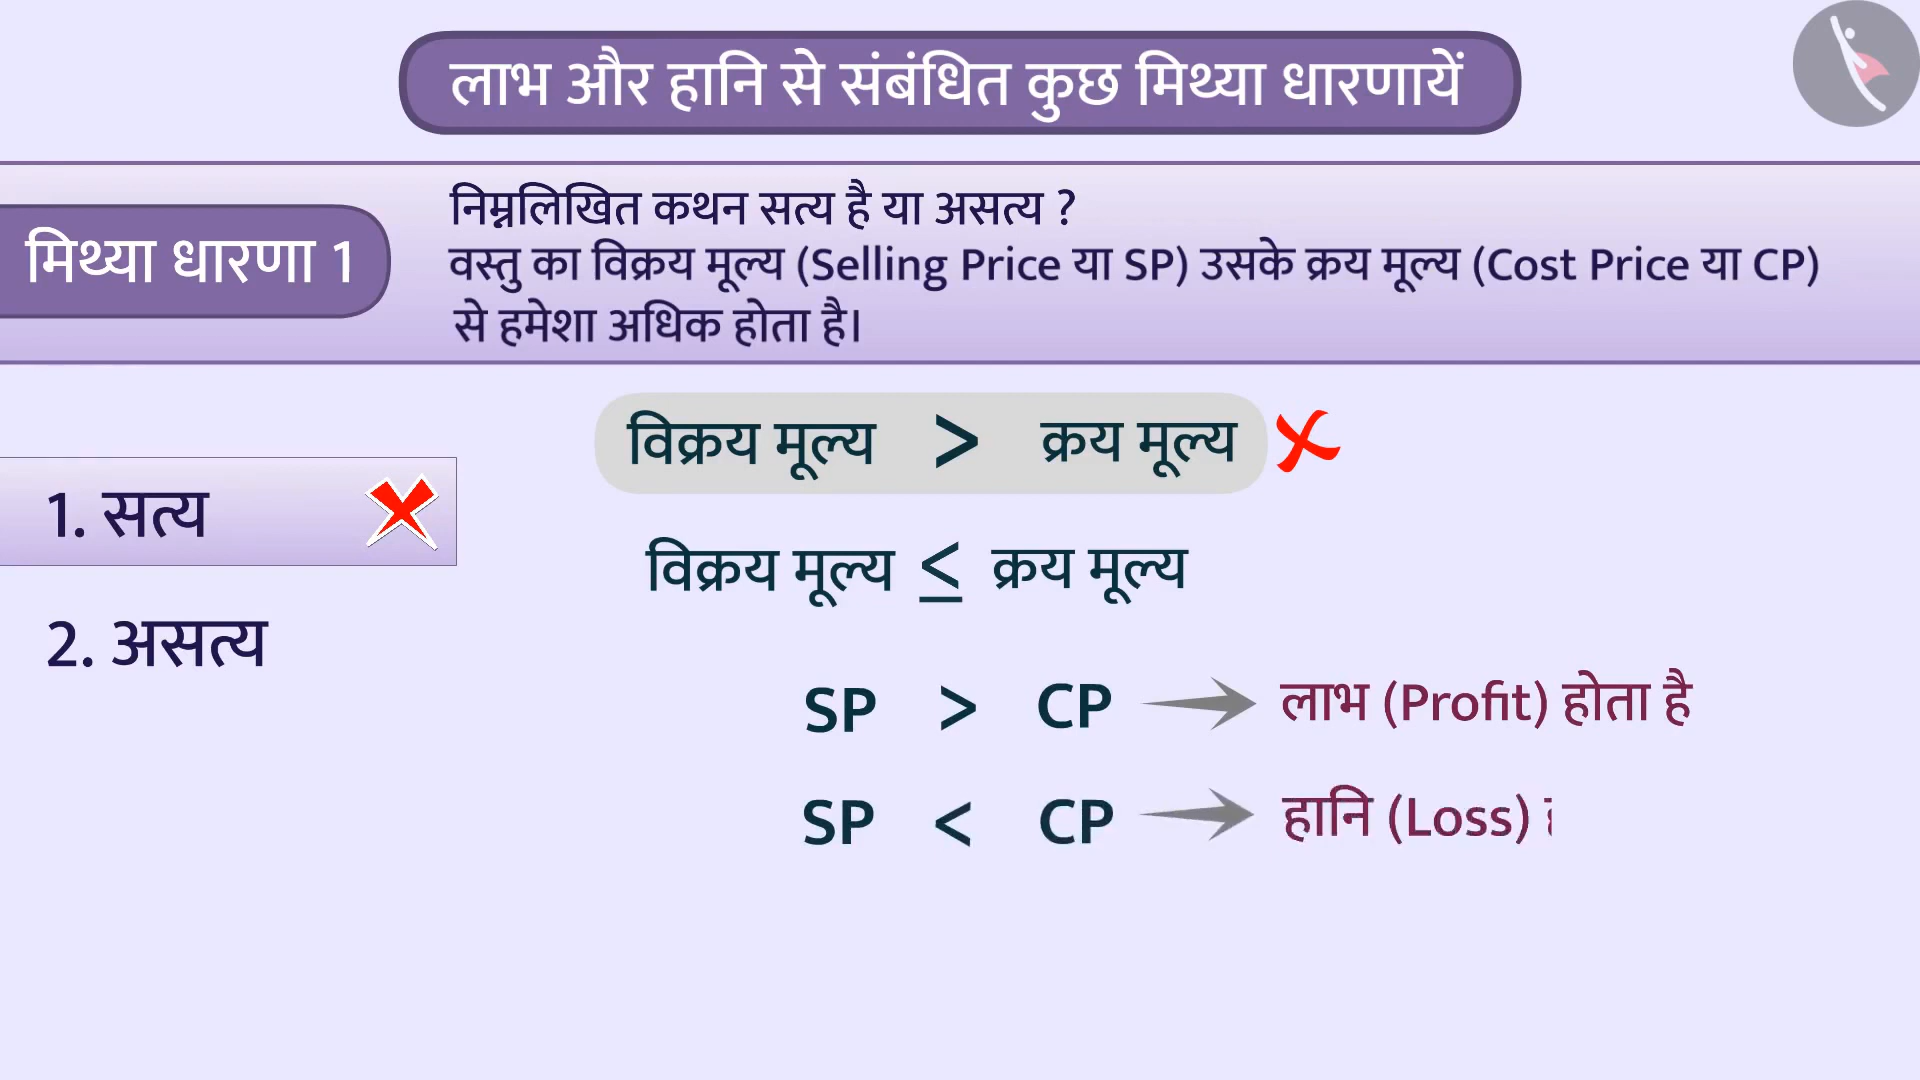 लाभ और हानि से संबंधित कुछ मिथ्या धारणायें
मिथ्या धारणा 1
निम्नलिखित कथन सत्य है या असत्य ?
वस्तु का विक्रय मूल्य (Selling Price या SP) उसके क्रय मूल्य (Cost Price या CP)
से हमेशा अधिक होता है।
1. सत्य
2. असत्य
विक्रय मूल्य > क्रय मूल्य
विक्रय मूल्य ≤ क्रय मूल्य
SP > CP → लाभ (Profit) होता है
SP < CP → हानि (Loss)